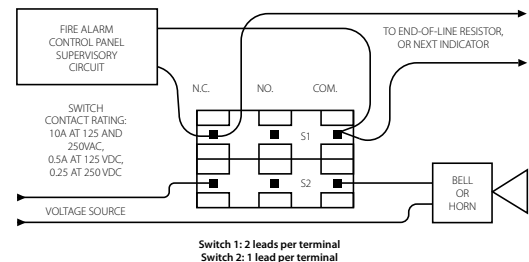 FIRE ALARM
CONTROL PANEL
SUPERVISORY
CIRCUIT
TO END-OF-LINE RESISTOR,
OR NEXT INDICATOR
N.C.
NO.
COM.
SWITCH
CONTACT RATING:
10A AT 125 AND
250VAC,
0.5A AT 125 VDC,
0.25 AT 250 VDC
S1
S2
BELL
OR
HORN
VOLTAGE SOURCE
Switch 1: 2 leads per terminal
Switch 2: 1 lead per terminal